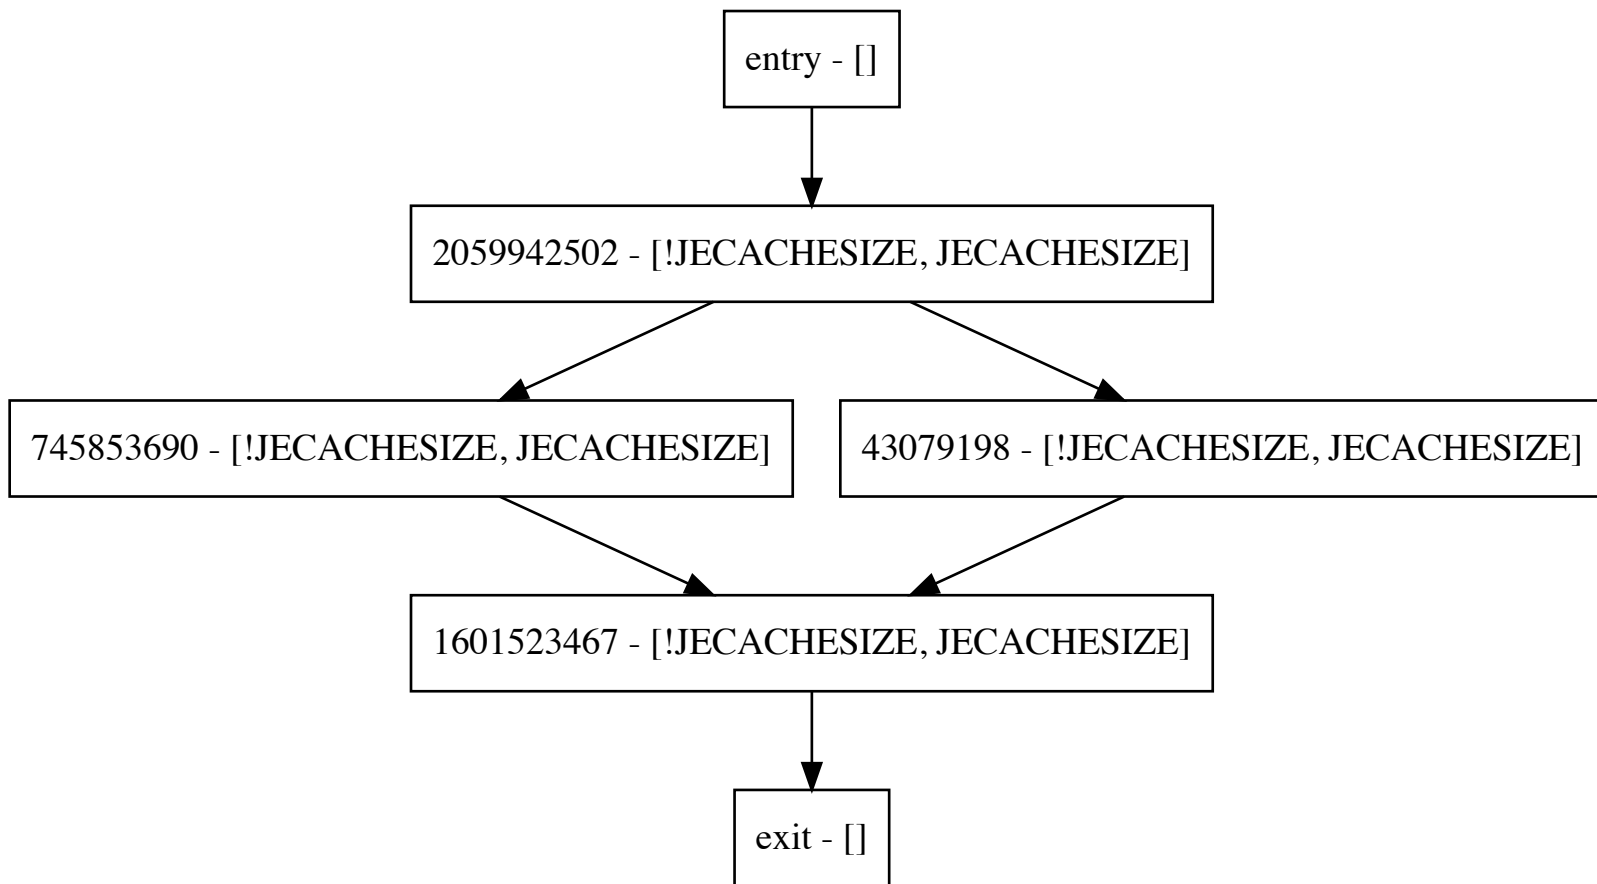 entry - []
2059942502 - [!JECACHESIZE, JECACHESIZE]
745853690 - [!JECACHESIZE, JECACHESIZE]
43079198 - [!JECACHESIZE, JECACHESIZE]
1601523467 - [!JECACHESIZE, JECACHESIZE]
exit - []